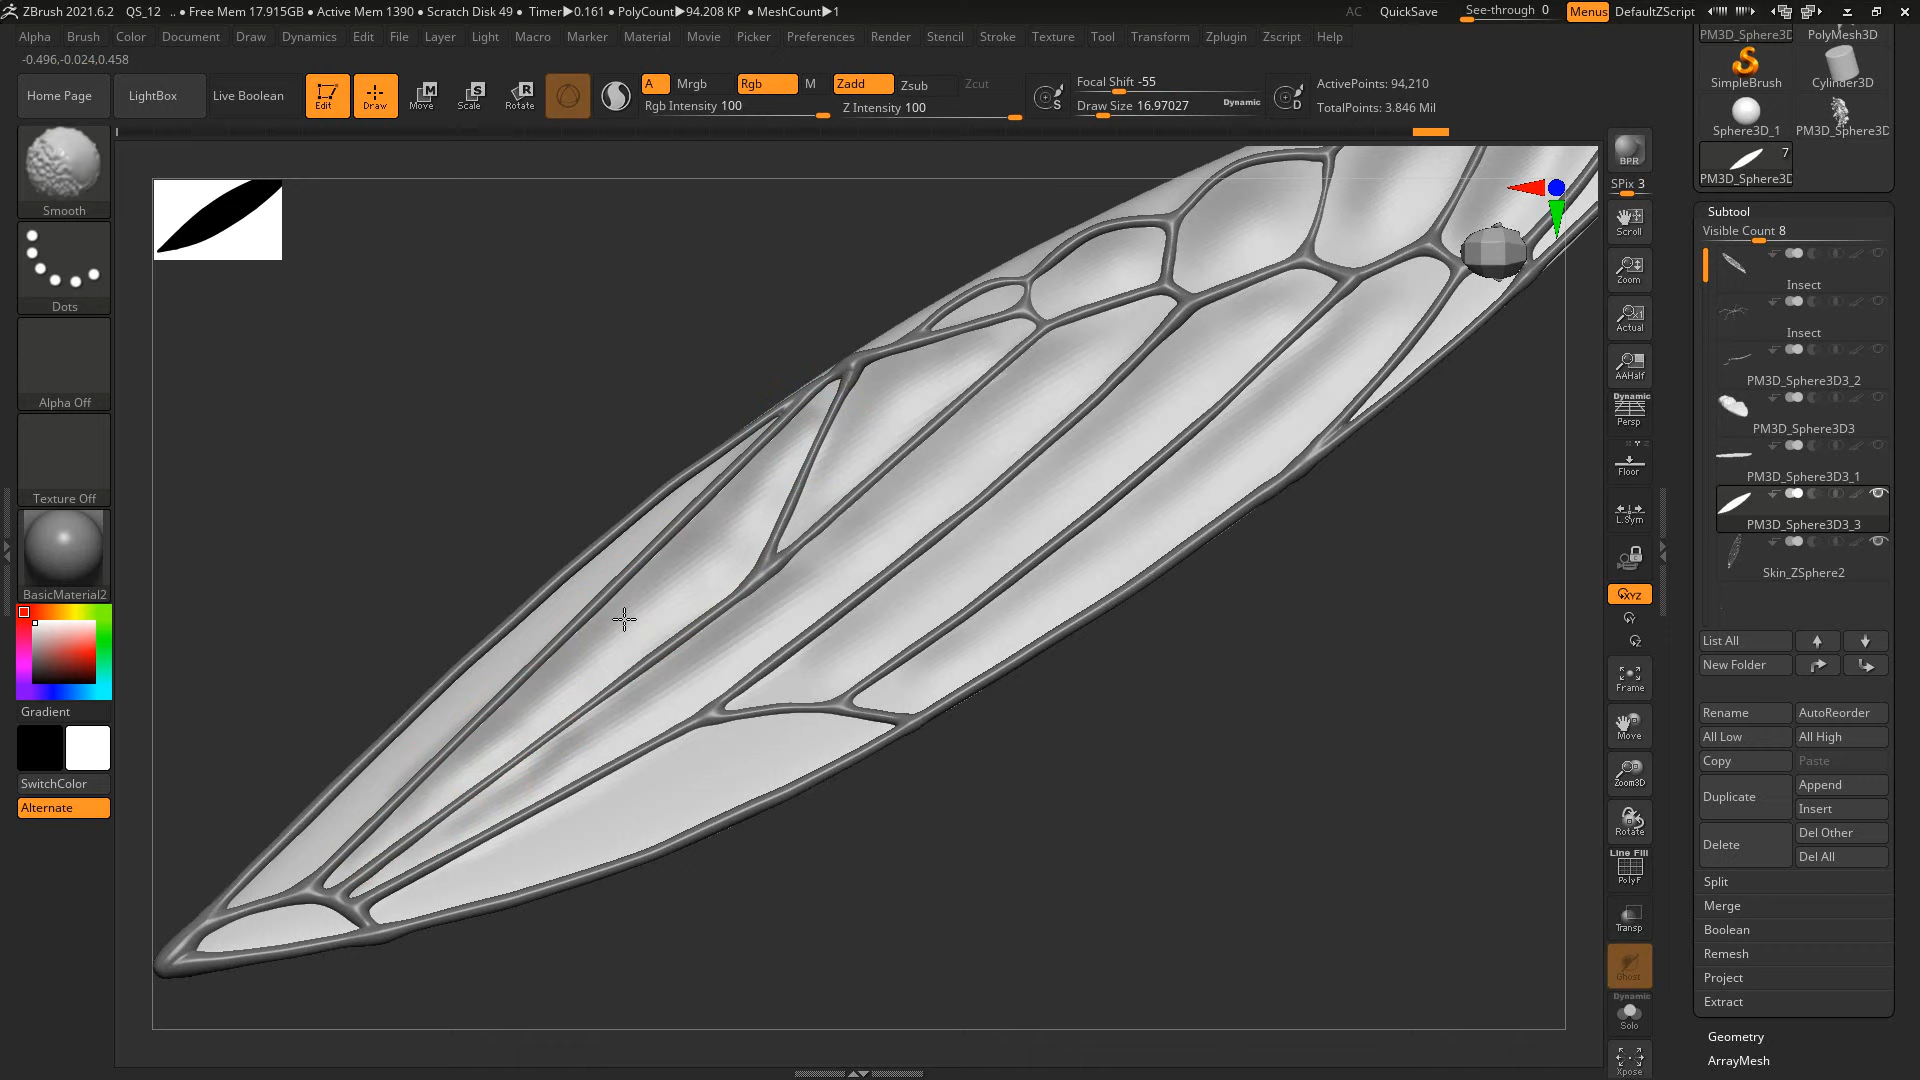 ZBrush 2021.6.2 QS_12 .. • Free Mem 17.915GB • Active Mem 1390 • Scratch Disk 49 • Timer▶0.161 • PolyCount▶94.208 KP • MeshCount▶1 AC QuickSave See-through 0 Menus DefaultZScript
Alpha Brush Color Document Draw Dynamics Edit File Layer Light Macro Marker Material Movie Picker Preferences Render Stencil Stroke Texture Tool Transform Zplugin Zscript Help
-0.496,-0.024,0.458
Home Page LightBox Live Boolean Edit Draw Move Scale Rotate
A Mrgb Rgb M Zadd Zsub Zcut
Rgb Intensity 100 Z Intensity 100
Focal Shift -55
Draw Size 16.97027 Dynamic
ActivePoints: 94,210
TotalPoints: 3.846 Mil
Smooth
Dots
Alpha Off
Texture Off
BasicMaterial2
Gradient
SwitchColor
Alternate
BPR
SPix 3
Scroll
Zoom
Actual
AAHalf
Dynamic
Persp
Floor
L.Sym
XYZ
Frame
Move
Zoom3D
Rotate
Line Fill
PolyF
Transp
Ghost
Dynamic
Solo
Xpose
PM3D_Sphere3D PolyMesh3D
SimpleBrush Cylinder3D
Sphere3D_1 PM3D_Sphere3D
7
PM3D_Sphere3D
Subtool
Visible Count 8
Insect
Insect
PM3D_Sphere3D3_2
PM3D_Sphere3D3
PM3D_Sphere3D3_1
PM3D_Sphere3D3_3
Skin_ZSphere2
List All
New Folder
Rename AutoReorder
All Low All High
Copy Paste
Duplicate Append
Insert
Delete Del Other
Del All
Split
Merge
Boolean
Remesh
Project
Extract
Geometry
ArrayMesh